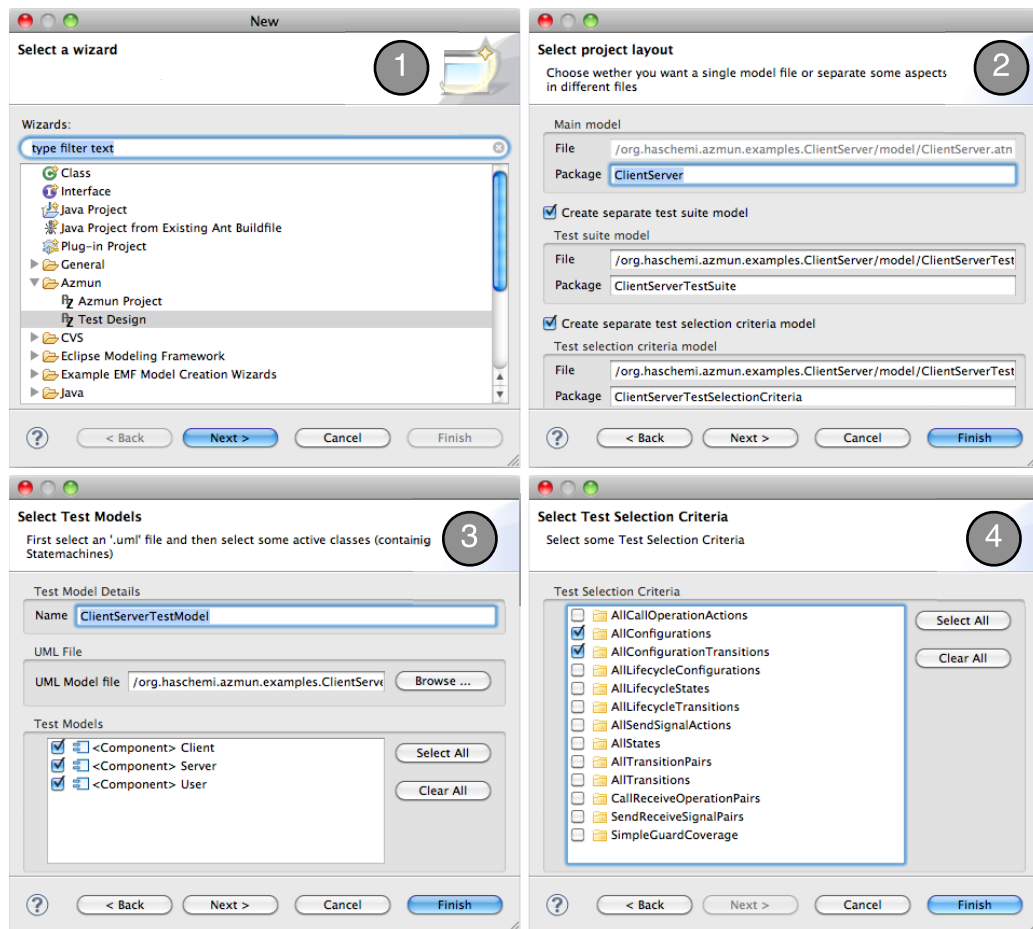 New
Select a wizard
1
Wizards:
type filter text
Class
Interface
Java Project
Java Project from Existing Ant Buildfile
Plug-in Project
General
Azmun
Azmun Project
Test Design
CVS
Eclipse Modeling Framework
Example EMF Model Creation Wizards
Java
? < Back Next > Cancel Finish
Select project layout
2
Choose wether you want a single model file or separate some aspects
in different files
Main model
File /org.haschemi.azmun.examples.ClientServer/model/ClientServer.atn
Package ClientServer
Create separate test suite model
Test suite model
File /org.haschemi.azmun.examples.ClientServer/model/ClientServerTest
Package ClientServerTestSuite
Create separate test selection criteria model
Test selection criteria model
File /org.haschemi.azmun.examples.ClientServer/model/ClientServerTest
Package ClientServerTestSelectionCriteria
? < Back Next > Cancel Finish
Select Test Models
3
First select an '.uml' file and then select some active classes (containig
Statemachines)
Test Model Details
Name ClientServerTestModel
UML File
UML Model file /org.haschemi.azmun.examples.ClientServe Browse ...
Test Models
<Component> Client
<Component> Server
<Component> User
Select All
Clear All
? < Back Next > Cancel Finish
Select Test Selection Criteria
4
Select some Test Selection Criteria
Test Selection Criteria
AllCallOperationActions
AllConfigurations
AllConfigurationTransitions
AllLifecycleConfigurations
AllLifecycleStates
AllLifecycleTransitions
AllSendSignalActions
AllStates
AllTransitionPairs
AllTransitions
CallReceiveOperationPairs
SendReceiveSignalPairs
SimpleGuardCoverage
Select All
Clear All
? < Back Next > Cancel Finish